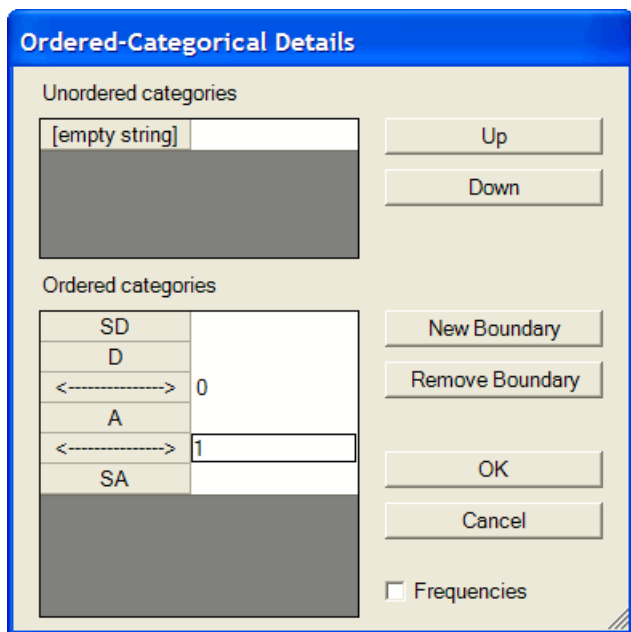 Ordered-Categorical Details
Unordered categories
[empty string]
Up
Down
Ordered categories
SD
D
<---------------> 0
A
<---------------> 1
SA
New Boundary
Remove Boundary
OK
Cancel
Frequencies